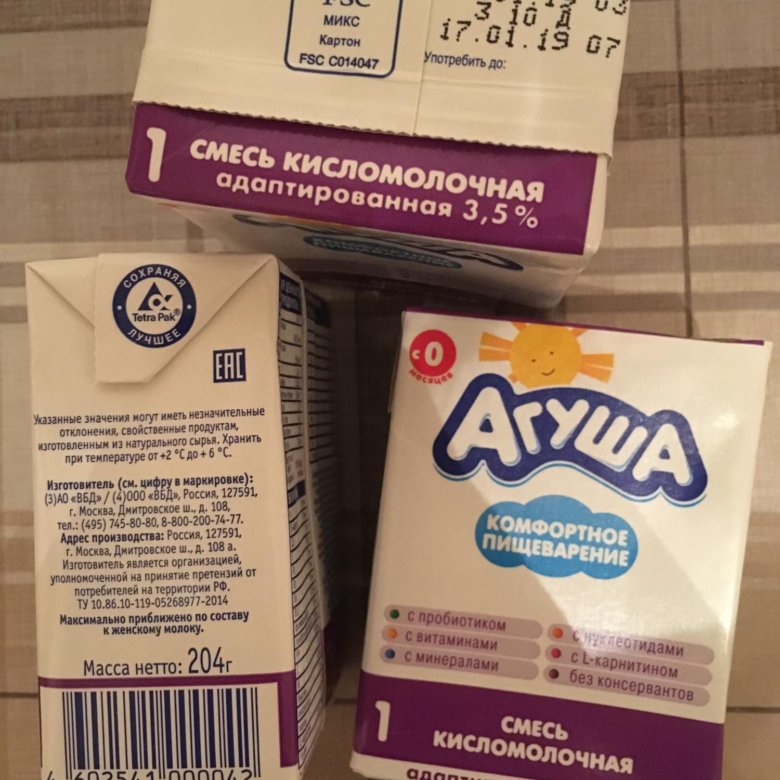 FSC
МИКС
Картон
FSC C014047
3 10 Д
17.01.19 07
Употребить до:
1 СМЕСЬ КИСЛОМОЛОЧНАЯ
адаптированная 3,5%
СОХРАНЯЯ
Tetra Pak®
ЛУЧШЕЕ
EAC
Указанные значения могут иметь незначительные
отклонения, свойственные продуктам,
изготовленным из натурального сырья. Хранить
при температуре от +2 °C до + 6 °C.
Изготовитель (см. цифру в маркировке):
(3)АО «ВБД» / (4)ООО «ВБД», Россия, 127591,
г. Москва, Дмитровское ш., д. 108,
тел.: (495) 745-80-80, 8-800-200-74-77.
Адрес производства: Россия, 127591,
г. Москва, Дмитровское ш., д. 108 а.
Изготовитель является организацией,
уполномоченной на принятие претензий от
потребителей на территории РФ.
ТУ 10.86.10-119-05268977-2014
Максимально приближено по составу
к женскому молоку.
Масса нетто: 204г
4 602541 000042
с 0
месяцев
АГУША
КОМФОРТНОЕ
ПИЩЕВАРЕНИЕ
с пробиотиком
с витаминами
с минералами
с нуклеотидами
с L-карнитином
без консервантов
1 СМЕСЬ
КИСЛОМОЛОЧНАЯ